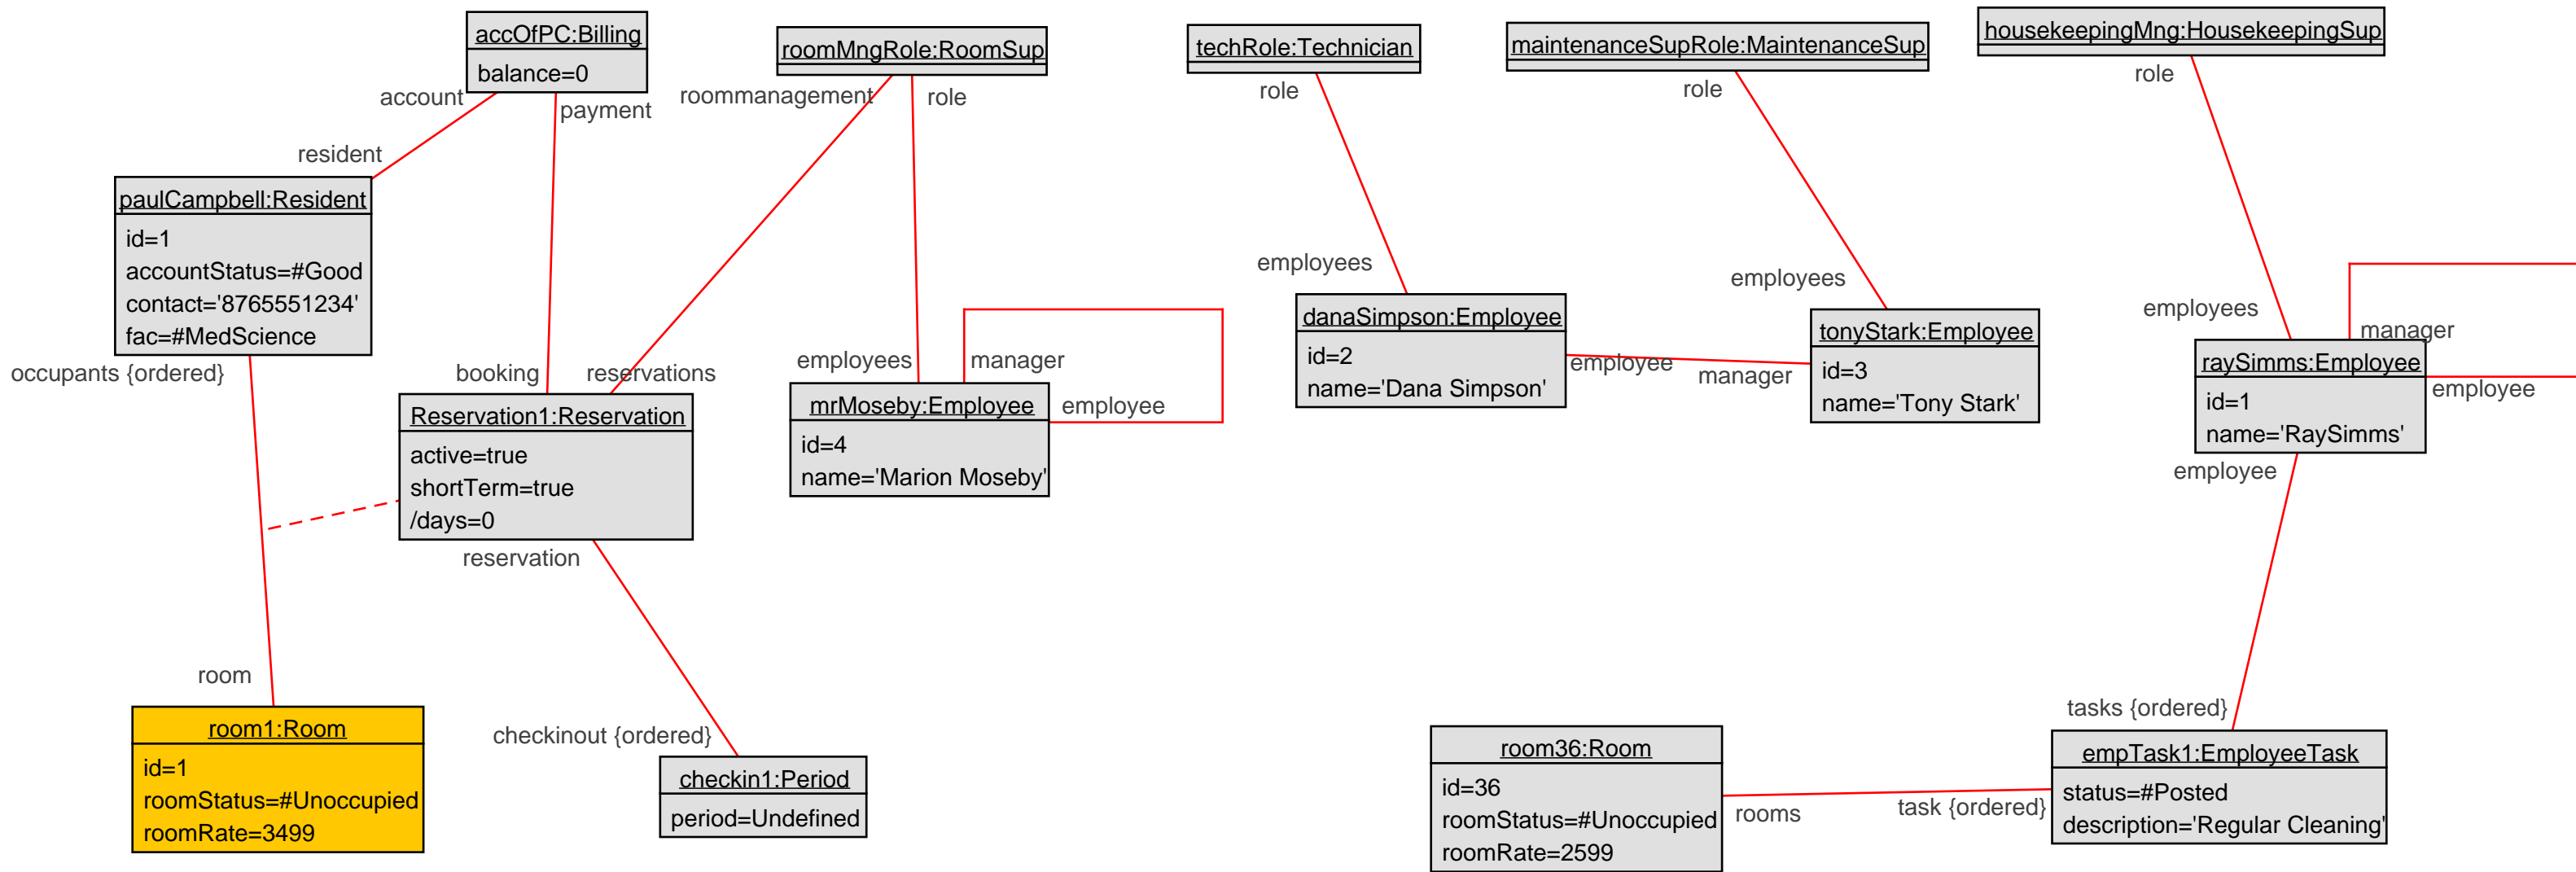 accOfPC:Billing
balance=0
roomMngRole:RoomSup
techRole:Technician
maintenanceSupRole:MaintenanceSup
housekeepingMng:HousekeepingSup
account
payment
roommanagement
role
role
role
role
resident
paulCampbell:Resident
id=1
accountStatus=#Good
contact='8765551234'
fac=#MedScience
occupants {ordered}
booking
reservations
employees
manager
employees
employees
employees
manager
Reservation1:Reservation
active=true
shortTerm=true
/days=0
reservation
mrMoseby:Employee
id=4
name='Marion Moseby'
employee
danaSimpson:Employee
id=2
name='Dana Simpson'
employee
manager
tonyStark:Employee
id=3
name='Tony Stark'
raySimms:Employee
id=1
name='RaySimms'
employee
employee
room
room1:Room
id=1
roomStatus=#Unoccupied
roomRate=3499
checkinout {ordered}
checkin1:Period
period=Undefined
room36:Room
id=36
roomStatus=#Unoccupied
roomRate=2599
rooms
task {ordered}
tasks {ordered}
empTask1:EmployeeTask
status=#Posted
description='Regular Cleaning'